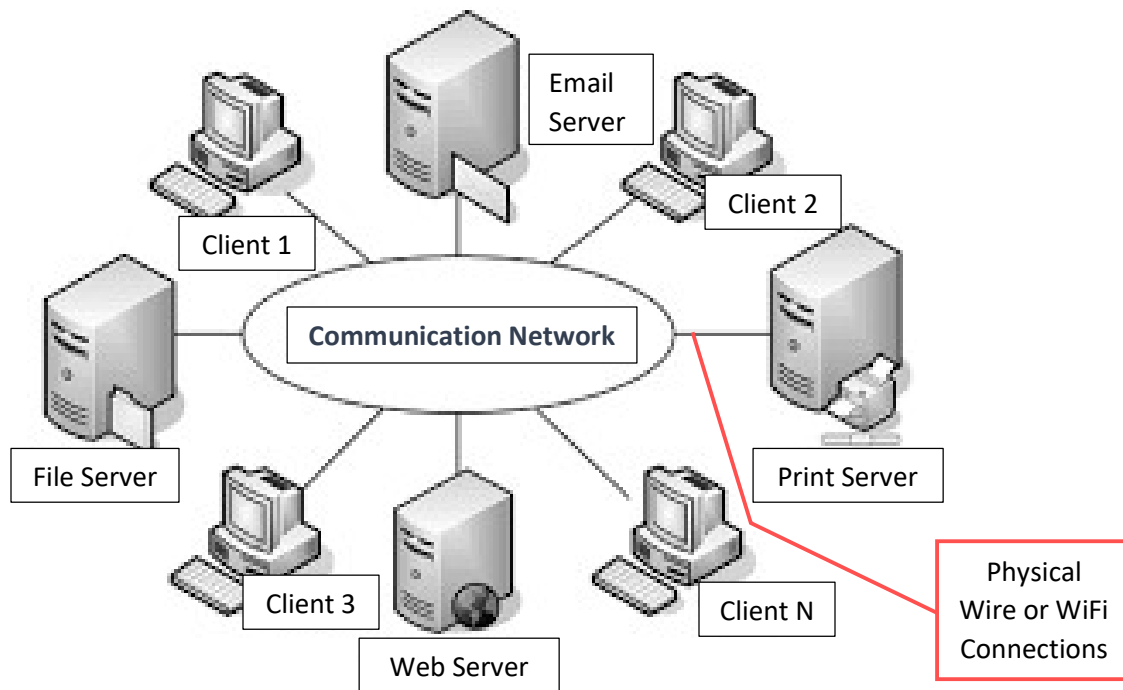 Email
Server
Client 1
Client 2
Communication Network
File Server
Print Server
Client 3
Client N
Web Server
Physical
Wire or WiFi
Connections